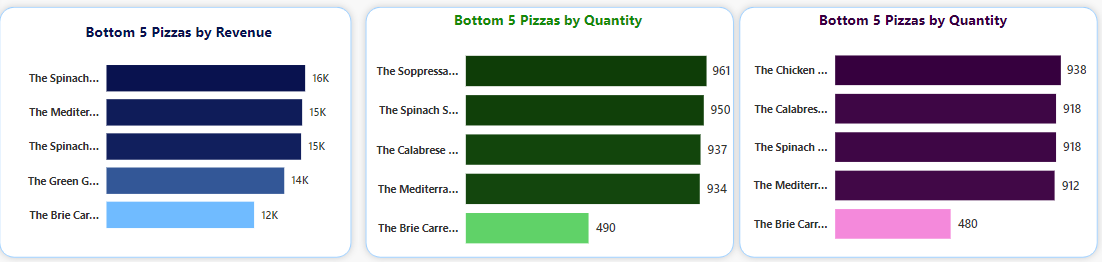 Bottom 5 Pizzas by Revenue
The Spinach... 16K
The Mediter... 15K
The Spinach... 15K
The Green G... 14K
The Brie Car... 12K
Bottom 5 Pizzas by Quantity
The Soppressa... 961
The Spinach S... 950
The Calabrese ... 937
The Mediterra... 934
The Brie Carre... 490
Bottom 5 Pizzas by Quantity
The Chicken ... 938
The Calabres... 918
The Spinach ... 918
The Mediterr... 912
The Brie Carr... 480